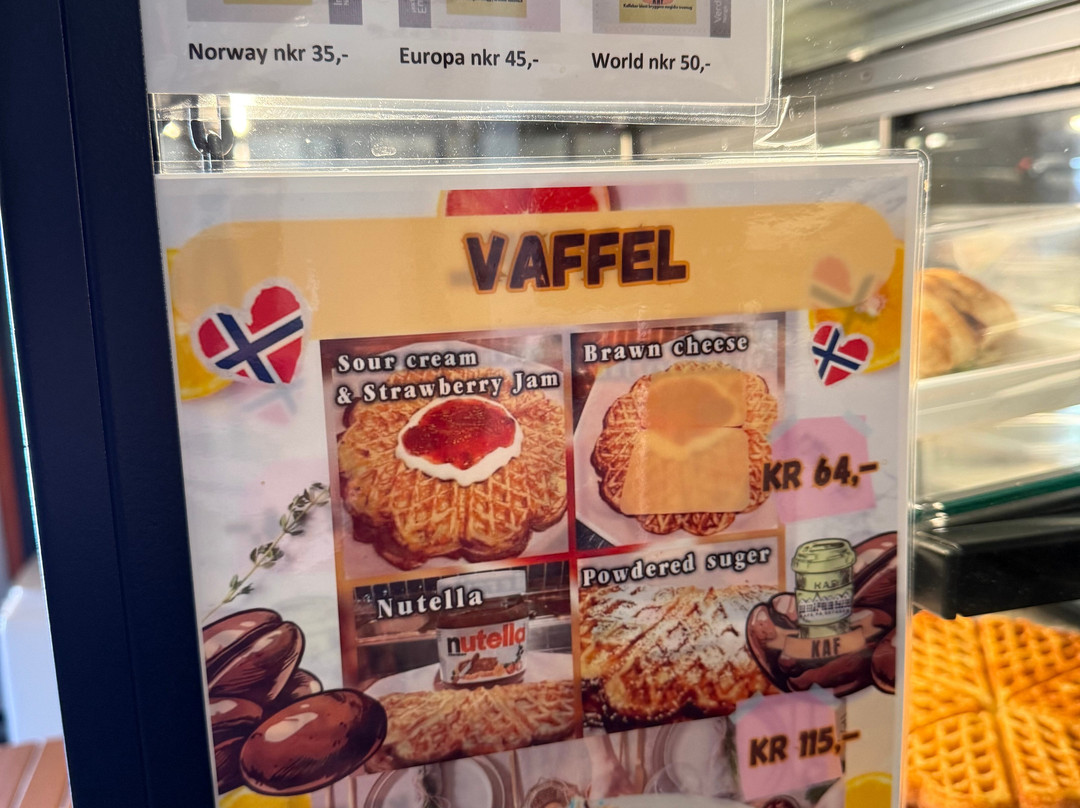 Norway nkr 35,-
Europa nkr 45,-
World nkr 50,-
VAFFEL
Sour cream
& Strawberry Jam
Brawn cheese
KR 64,-
Nutella
nutella
Powdered suger
KAF
KR 115,-